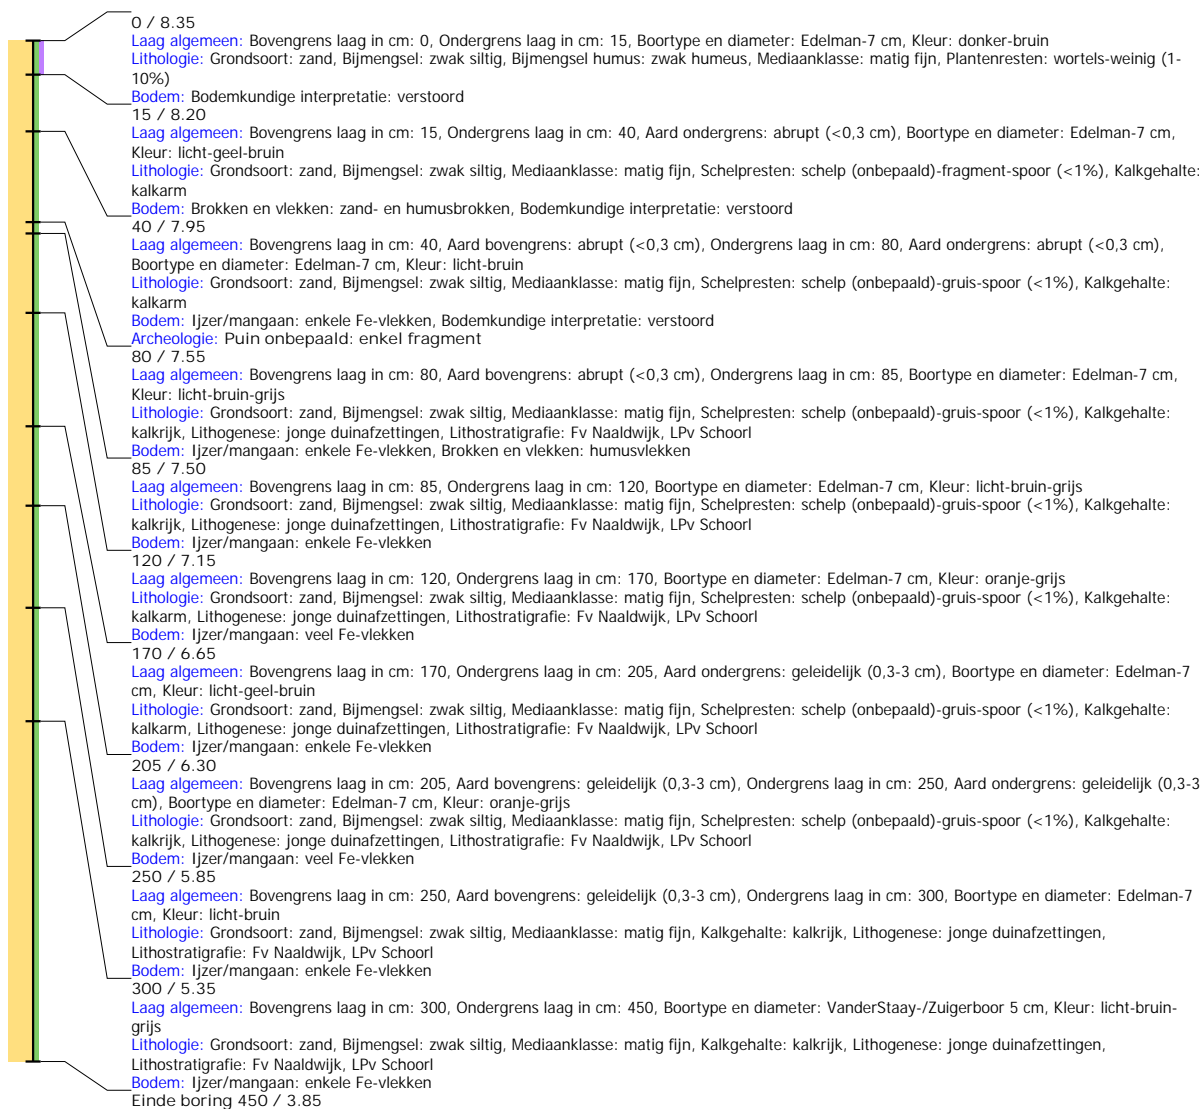 0 / 8.35
Laag algemeen: Bovengrens laag in cm: 0, Ondergrens laag in cm: 15, Boortype en diameter: Edelman-7 cm, Kleur: donker-bruin
Lithologie: Grondsoort: zand, Bijmengsel: zwak siltig, Bijmengsel humus: zwak humeus, Mediaanklasse: matig fijn, Plantenresten: wortels-weinig (1-
10%)
Bodem: Bodemkundige interpretatie: verstoord
15 / 8.20
Laag algemeen: Bovengrens laag in cm: 15, Ondergrens laag in cm: 40, Aard ondergrens: abrupt (<0,3 cm), Boortype en diameter: Edelman-7 cm,
Kleur: licht-geel-bruin
Lithologie: Grondsoort: zand, Bijmengsel: zwak siltig, Mediaanklasse: matig fijn, Schelpresten: schelp (onbepaald)-fragment-spoor (<1%), Kalkgehalte:
kalkarm
Bodem: Brokken en vlekken: zand- en humusbrokken, Bodemkundige interpretatie: verstoord
40 / 7.95
Laag algemeen: Bovengrens laag in cm: 40, Aard bovengrens: abrupt (<0,3 cm), Ondergrens laag in cm: 80, Aard ondergrens: abrupt (<0,3 cm),
Boortype en diameter: Edelman-7 cm, Kleur: licht-bruin
Lithologie: Grondsoort: zand, Bijmengsel: zwak siltig, Mediaanklasse: matig fijn, Schelpresten: schelp (onbepaald)-gruis-spoor (<1%), Kalkgehalte:
kalkarm
Bodem: Ijzer/mangaan: enkele Fe-vlekken, Bodemkundige interpretatie: verstoord
Archeologie: Puin onbepaald: enkel fragment
80 / 7.55
Laag algemeen: Bovengrens laag in cm: 80, Aard bovengrens: abrupt (<0,3 cm), Ondergrens laag in cm: 85, Boortype en diameter: Edelman-7 cm,
Kleur: licht-bruin-grijs
Lithologie: Grondsoort: zand, Bijmengsel: zwak siltig, Mediaanklasse: matig fijn, Schelpresten: schelp (onbepaald)-gruis-spoor (<1%), Kalkgehalte:
kalkrijk, Lithogenese: jonge duinafzettingen, Lithostratigrafie: Fv Naaldwijk, LPv Schoorl
Bodem: Ijzer/mangaan: enkele Fe-vlekken, Brokken en vlekken: humusvlekken
85 / 7.50
Laag algemeen: Bovengrens laag in cm: 85, Ondergrens laag in cm: 120, Boortype en diameter: Edelman-7 cm, Kleur: licht-bruin-grijs
Lithologie: Grondsoort: zand, Bijmengsel: zwak siltig, Mediaanklasse: matig fijn, Schelpresten: schelp (onbepaald)-gruis-spoor (<1%), Kalkgehalte:
kalkrijk, Lithogenese: jonge duinafzettingen, Lithostratigrafie: Fv Naaldwijk, LPv Schoorl
Bodem: Ijzer/mangaan: enkele Fe-vlekken
120 / 7.15
Laag algemeen: Bovengrens laag in cm: 120, Ondergrens laag in cm: 170, Boortype en diameter: Edelman-7 cm, Kleur: oranje-grijs
Lithologie: Grondsoort: zand, Bijmengsel: zwak siltig, Mediaanklasse: matig fijn, Schelpresten: schelp (onbepaald)-gruis-spoor (<1%), Kalkgehalte:
kalkarm, Lithogenese: jonge duinafzettingen, Lithostratigrafie: Fv Naaldwijk, LPv Schoorl
Bodem: Ijzer/mangaan: veel Fe-vlekken
170 / 6.65
Laag algemeen: Bovengrens laag in cm: 170, Ondergrens laag in cm: 205, Aard ondergrens: geleidelijk (0,3-3 cm), Boortype en diameter: Edelman-7
cm, Kleur: licht-geel-bruin
Lithologie: Grondsoort: zand, Bijmengsel: zwak siltig, Mediaanklasse: matig fijn, Schelpresten: schelp (onbepaald)-gruis-spoor (<1%), Kalkgehalte:
kalkarm, Lithogenese: jonge duinafzettingen, Lithostratigrafie: Fv Naaldwijk, LPv Schoorl
Bodem: Ijzer/mangaan: enkele Fe-vlekken
205 / 6.30
Laag algemeen: Bovengrens laag in cm: 205, Aard bovengrens: geleidelijk (0,3-3 cm), Ondergrens laag in cm: 250, Aard ondergrens: geleidelijk (0,3-3
cm), Boortype en diameter: Edelman-7 cm, Kleur: oranje-grijs
Lithologie: Grondsoort: zand, Bijmengsel: zwak siltig, Mediaanklasse: matig fijn, Schelpresten: schelp (onbepaald)-gruis-spoor (<1%), Kalkgehalte:
kalkrijk, Lithogenese: jonge duinafzettingen, Lithostratigrafie: Fv Naaldwijk, LPv Schoorl
Bodem: Ijzer/mangaan: veel Fe-vlekken
250 / 5.85
Laag algemeen: Bovengrens laag in cm: 250, Aard bovengrens: geleidelijk (0,3-3 cm), Ondergrens laag in cm: 300, Boortype en diameter: Edelman-7
cm, Kleur: licht-bruin
Lithologie: Grondsoort: zand, Bijmengsel: zwak siltig, Mediaanklasse: matig fijn, Kalkgehalte: kalkrijk, Lithogenese: jonge duinafzettingen,
Lithostratigrafie: Fv Naaldwijk, LPv Schoorl
Bodem: Ijzer/mangaan: enkele Fe-vlekken
300 / 5.35
Laag algemeen: Bovengrens laag in cm: 300, Ondergrens laag in cm: 450, Boortype en diameter: VanderStaay-/Zuigerboor 5 cm, Kleur: licht-bruin-
grijs
Lithologie: Grondsoort: zand, Bijmengsel: zwak siltig, Mediaanklasse: matig fijn, Kalkgehalte: kalkrijk, Lithogenese: jonge duinafzettingen,
Lithostratigrafie: Fv Naaldwijk, LPv Schoorl
Bodem: Ijzer/mangaan: enkele Fe-vlekken
Einde boring 450 / 3.85